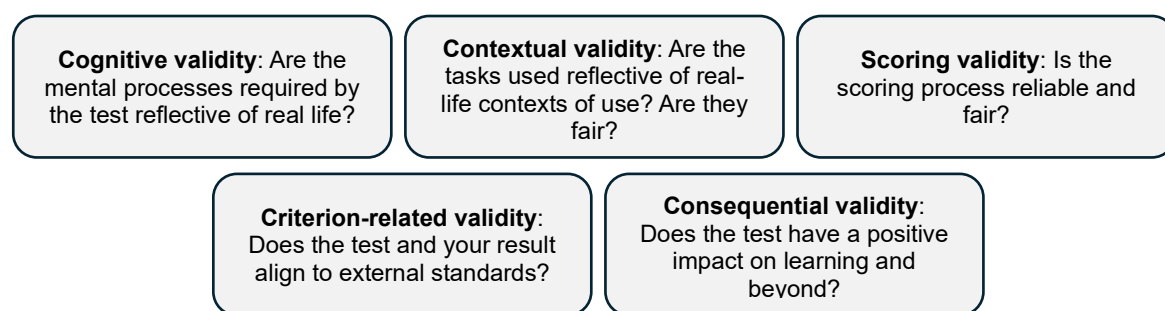 Cognitive validity: Are the
mental processes required by
the test reflective of real life?
Contextual validity: Are the
tasks used reflective of real-
life contexts of use? Are they
fair?
Scoring validity: Is the
scoring process reliable and
fair?
Criterion-related validity:
Does the test and your result
align to external standards?
Consequential validity:
Does the test have a positive
impact on learning and
beyond?